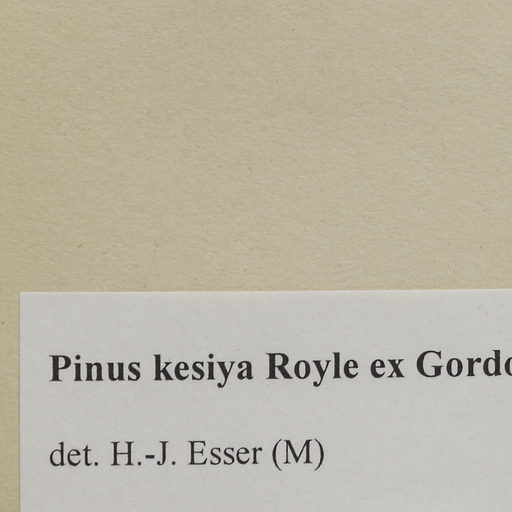 Pinus kesiya Royle ex Gordo
det. H.-J. Esser (M)